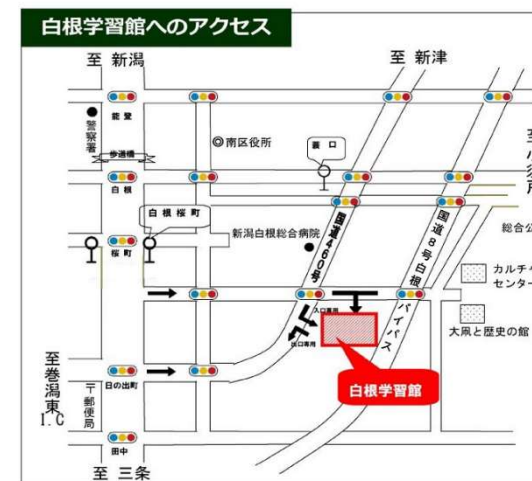 白根学習館へのアクセス
至 新潟
至 新津
能登
警察署
歩道橋
南区役所
蓑口
白根
白根桜町
桜町
新潟白根総合病院
国道460号
国道8号白根バイパス
総合公
カルチャ
センター
大凧と歴史の館
入口専用
出口専用
白根学習館
至巻潟東I.C
日の出町
〒郵便局
田中
至 三条